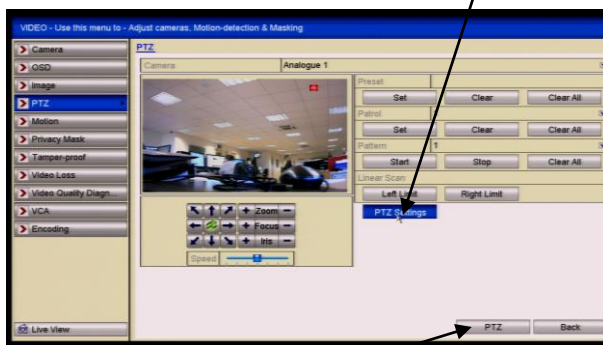 VIDEO - Use this menu to - Adjust cameras, Motion-detection & Masking
Camera
OSD
Image
PTZ
Motion
Privacy Mask
Tamper-proof
Video Loss
Video Quality Diagn...
VCA
Encoding
Live View
PTZ
Camera Analogue 1
Preset
Set Clear Clear All
Patrol
Set Clear Clear All
Pattern 1
Start Stop Clear All
Linear Scan
Left Limit Right Limit
PTZ Settings
+ Zoom -
+ Focus -
+ Iris -
Speed
PTZ Back